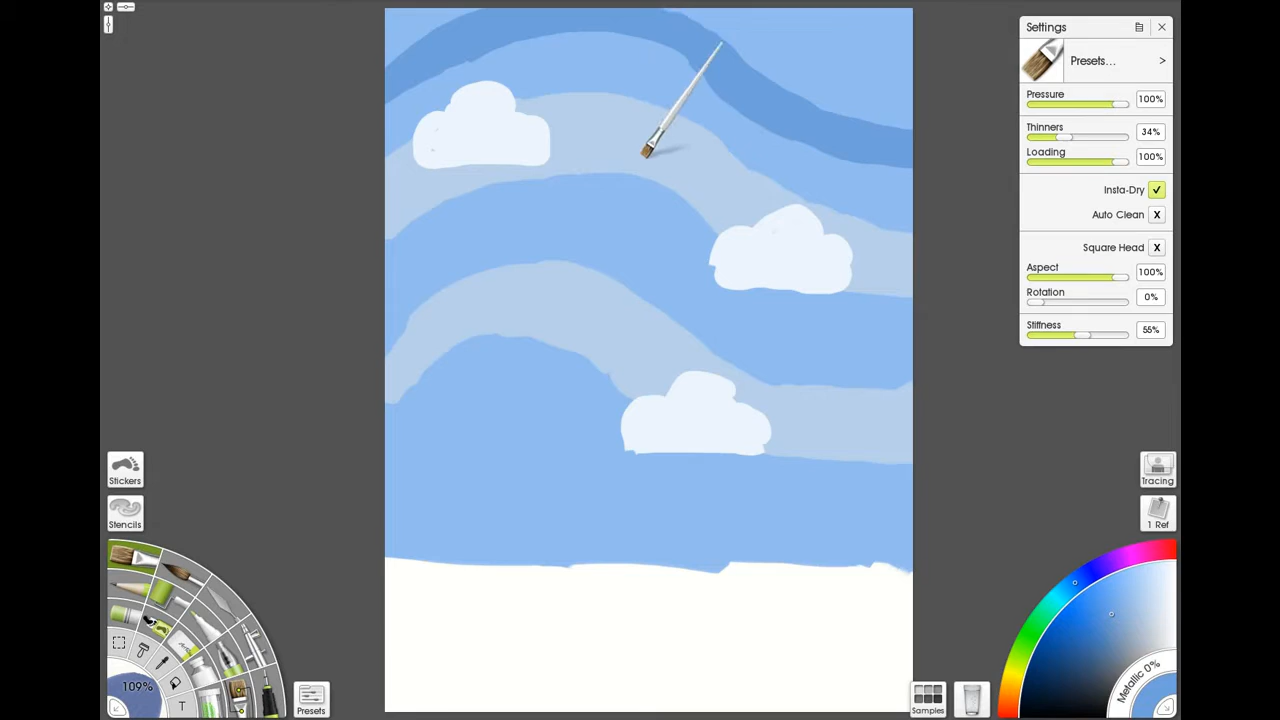 Settings
Presets... >
Pressure 100%
Thinners 34%
Loading 100%
Insta-Dry
Auto Clean X
Square Head X
Aspect 100%
Rotation 0%
Stiffness 55%
Stickers
Stencils
Tracing
1 Ref
109%
T
Presets
Samples
Metallic 0%